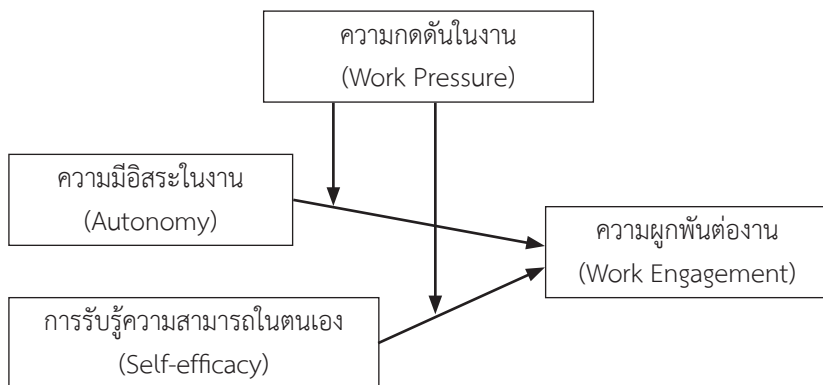 ความกดดันในงาน
(Work Pressure)
ความมีอิสระในงาน
(Autonomy)
ความผูกพันต่องาน
(Work Engagement)
การรับรู้ความสามารถในตนเอง
(Self-efficacy)